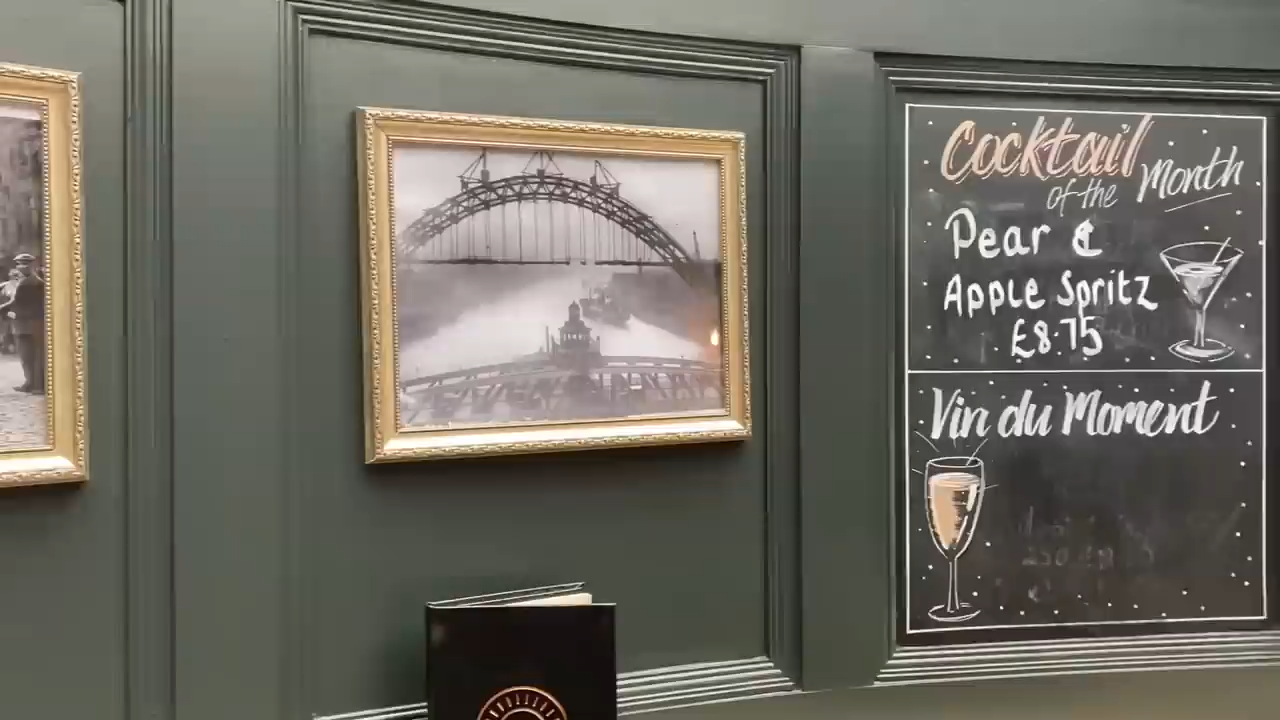 Cocktail
of the Month
Pear &
Apple Spritz
£8.75
Vin du Moment